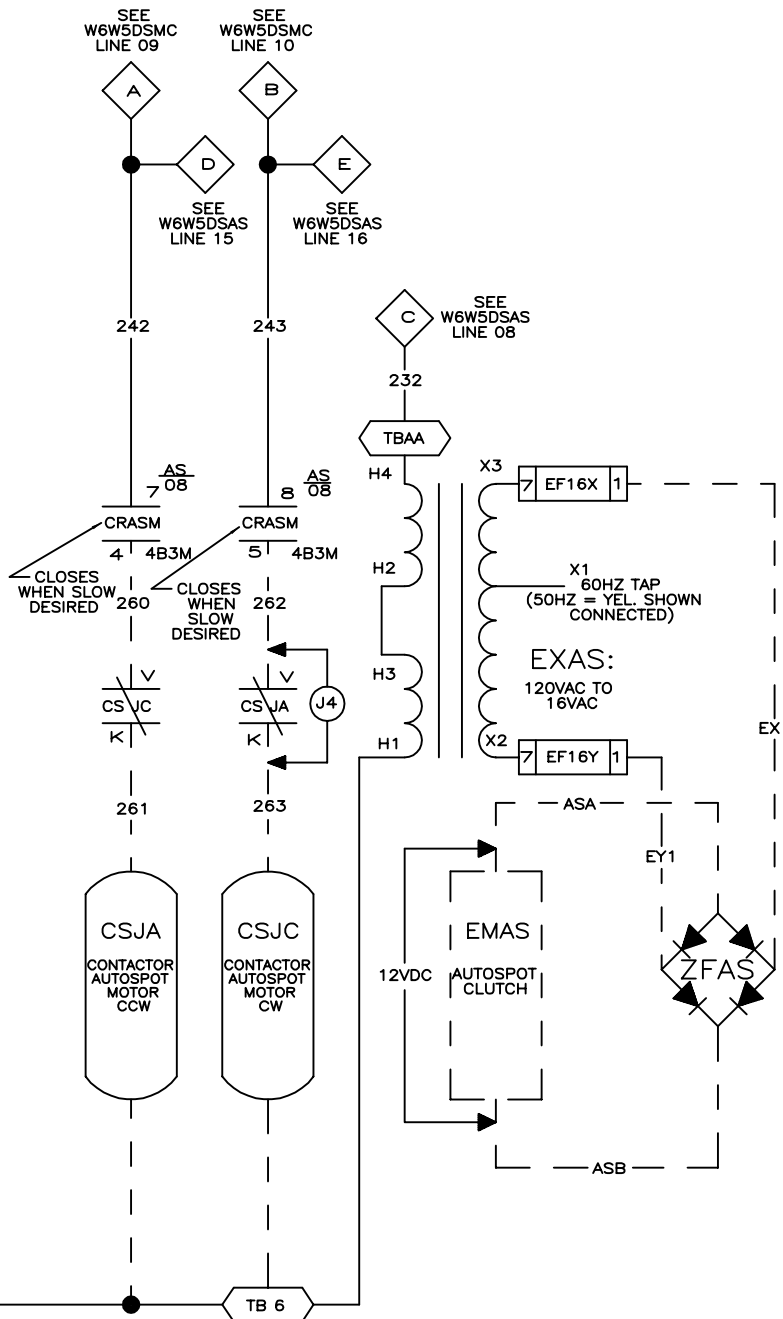 SEE
W6W5DSMC
LINE 09
SEE
W6W5DSMC
LINE 10
A
B
D
E
SEE
W6W5DSAS
LINE 15
SEE
W6W5DSAS
LINE 16
242
243
C
SEE
W6W5DSAS
LINE 08
232
TBAA
7
AS
08
8
AS
08
CRASM
CRASM
4
4B3M
5
4B3M
CLOSES
WHEN SLOW
DESIRED
CLOSES
WHEN
SLOW
DESIRED
260
262
H4
H2
H3
H1
X3
7
EF16X
1
X1
60HZ TAP
(50HZ = YEL. SHOWN
CONNECTED)
EXAS:
120VAC TO
16VAC
X2
7
EF16Y
1
EX
V
CS JC
K
V
CS JA
K
J4
261
263
ASA
EY1
CSJA
CONTACTOR
AUTOSPOT
MOTOR
CCW
CSJC
CONTACTOR
AUTOSPOT
MOTOR
CW
12VDC
EMAS
AUTOSPOT
CLUTCH
ZFAS
ASB
TB 6